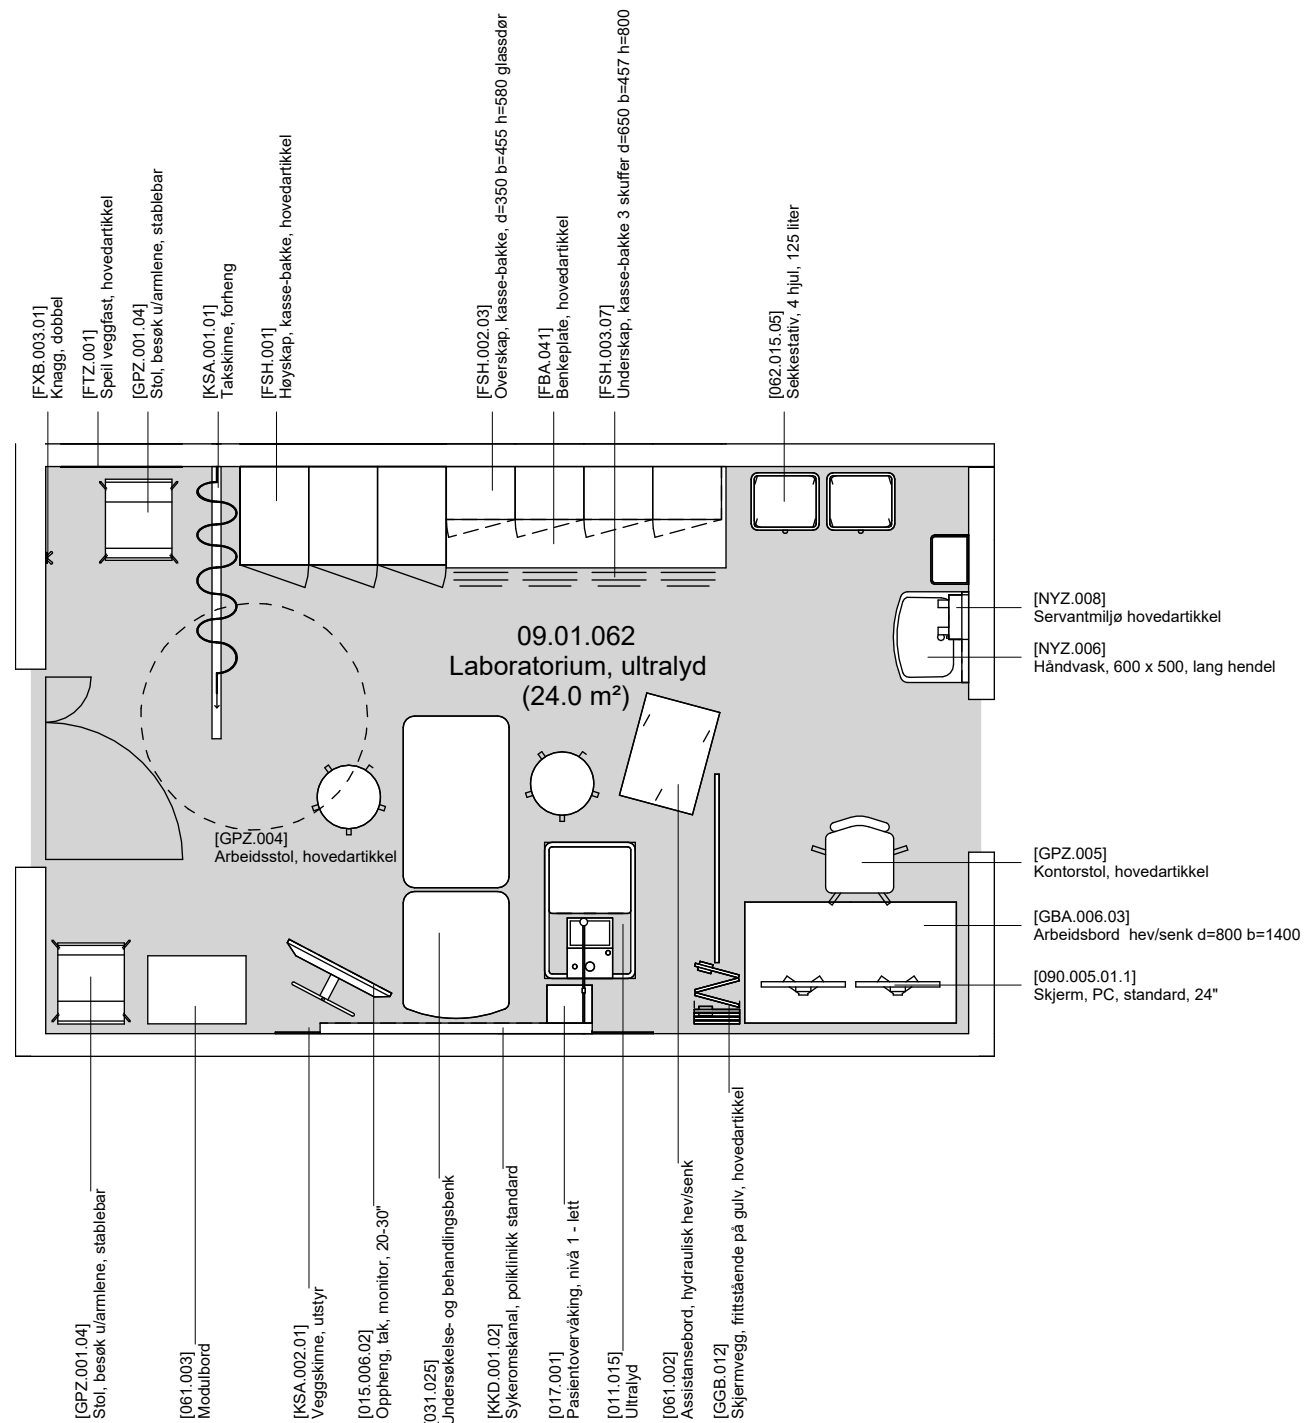 [FXB.003.01]
Knagg, dobbel
[FTZ.001]
Speil veggfast, hovedartikkel
[GPZ.001.04]
Stol, besøk u/armlene, stablebar
[KSA.001.01]
Takskinne, forheng
[FSH.001]
Høyskap, kasse-bakke, hovedartikkel
[FSH.002.03]
Overskap, kasse-bakke, d=350 b=455 h=580 glassdør
[FBA.041]
Benkeplate, hovedartikkel
[FSH.003.07]
Underskap, kasse-bakke 3 skuffer d=650 b=457 h=800
[062.015.05]
Sekkestativ, 4 hjul, 125 liter
09.01.062
Laboratorium, ultralyd
(24.0 m²)
[NYZ.008]
Servantmiljø hovedartikkel
[NYZ.006]
Håndvask, 600 x 500, lang hendel
[GPZ.004]
Arbeidsstol, hovedartikkel
[GPZ.005]
Kontorstol, hovedartikkel
[GBA.006.03]
Arbeidsbord hev/senk d=800 b=1400
[090.005.01.1]
Skjerm, PC, standard, 24"
[GPZ.001.04]
Stol, besøk u/armlene, stablebar
[061.003]
Modulbord
[KSA.002.01]
Veggskinne, utstyr
[015.006.02]
Oppheng, tak, monitor, 20-30"
[031.025]
Undersøkelse- og behandlingsbenk
[KKD.001.02]
Sykeromskanal, poliklinikk standard
[017.001]
Pasientovervåking, nivå 1 - lett
[011.015]
Ultralyd
[061.002]
Assistansebord, hydraulisk hev/senk
[GGB.012]
Skjermvegg, frittstående på gulv, hovedartikkel